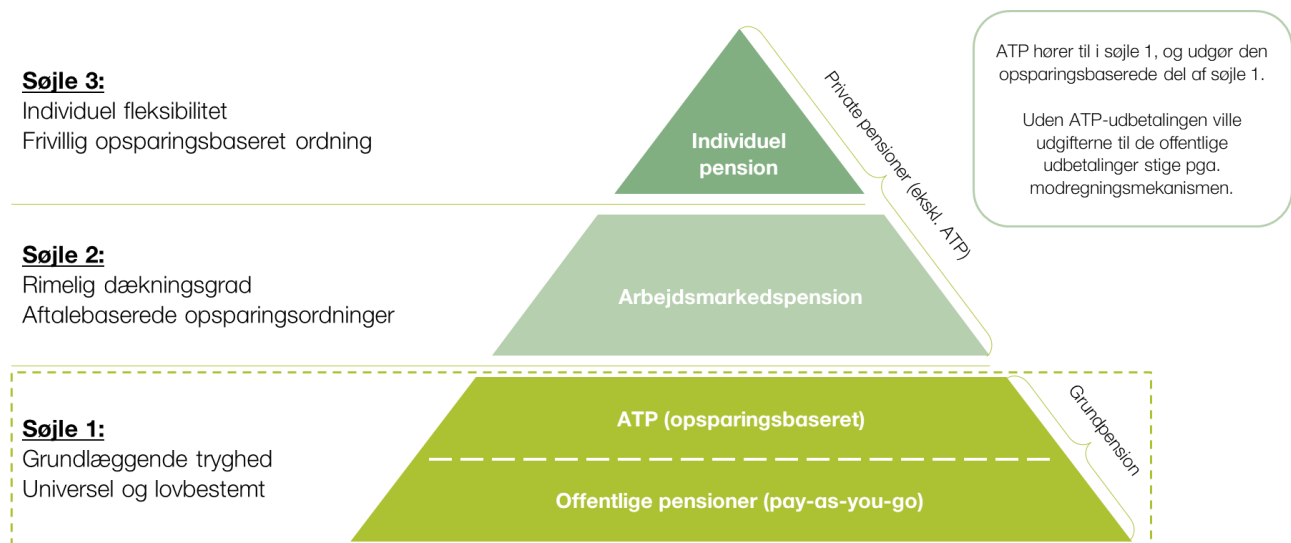 Søjle 3:
Individuel fleksibilitet
Frivillig opsparingsbaseret ordning
Individuel
pension
Private pensioner (ekskl. ATP)
ATP hører til i søjle 1, og udgør den
opsparingsbaserede del af søjle 1.
Uden ATP-udbetalingen ville
udgifterne til de offentlige
udbetalinger stige pga.
modregningsmekanismen.
Søjle 2:
Rimelig dækningsgrad
Aftalebaserede opsparingsordninger
Arbejdsmarkedspension
Søjle 1:
Grundlæggende tryghed
Universel og lovbestemt
ATP (opsparingsbaseret)
Offentlige pensioner (pay-as-you-go)
Grundpension